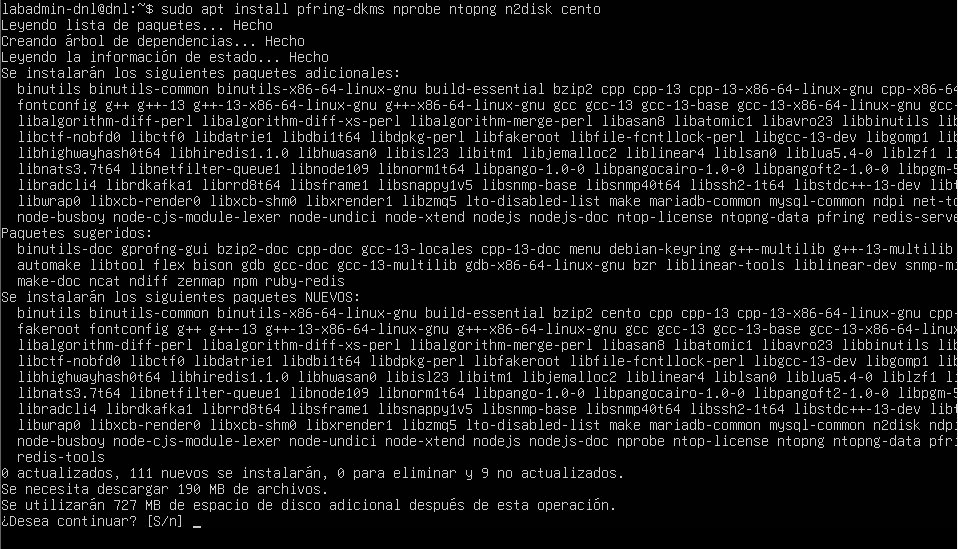 labadmin-dnl@dnl:~$ sudo apt install pfring-dkms nprobe ntopng n2disk cento
Leyendo lista de paquetes... Hecho
Creando árbol de dependencias... Hecho
Leyendo la información de estado... Hecho
Se instalarán los siguientes paquetes adicionales:
binutils binutils-common binutils-x86-64-linux-gnu build-essential bzip2 cpp cpp-13 cpp-13-x86-64-linux-gnu cpp-x86-6
fontconfig g++ g++-13 g++-13-x86-64-linux-gnu g++-x86-64-linux-gnu gcc gcc-13 gcc-13-base gcc-13-x86-64-linux-gnu gcc-
libalgorithm-diff-perl libalgorithm-diff-xs-perl libalgorithm-merge-perl libasan8 libatomic1 libavro23 libbinutils lib
libctf-nobfd0 libctf0 libdatrie1 libdbi1t64 libdpkg-perl libfakeroot libfile-fcntllock-perl libgcc-13-dev libgomp1 li
libhighwayhash0t64 libhiredis1.1.0 libhwasan0 libisl23 libitm1 libjemalloc2 liblinear4 liblsan0 liblua5.4-0 liblzf1 l
libnats3.7t64 libnetfilter-queue1 libnode109 libnorm1t64 libpango-1.0-0 libpangocairo-1.0-0 libpangoft2-1.0-0 libpgm-5
libradcli4 librdkafka1 librrd8t64 libsframe1 libsnappy1v5 libsnmp-base libsnmp40t64 libssh2-1t64 libstdc++-13-dev libt
libwrap0 libxcb-render0 libxcb-shm0 libxrender1 libzmq5 lto-disabled-list make mariadb-common mysql-common ndpi net-to
node-busboy node-cjs-module-lexer node-undici node-xtend nodejs nodejs-doc ntop-license ntopng-data pfring redis-serve
Paquetes sugeridos:
binutils-doc gprofng-gui bzip2-doc cpp-doc gcc-13-locales cpp-13-doc menu debian-keyring g++-multilib g++-13-multilib
automake libtool flex bison gdb gcc-doc gcc-13-multilib gdb-x86-64-linux-gnu bzr liblinear-tools liblinear-dev snmp-mi
make-doc ncat ndiff zenmap npm ruby-redis
Se instalarán los siguientes paquetes NUEVOS:
binutils binutils-common binutils-x86-64-linux-gnu build-essential bzip2 cento cpp cpp-13 cpp-13-x86-64-linux-gnu cpp-
fakeroot fontconfig g++ g++-13 g++-13-x86-64-linux-gnu g++-x86-64-linux-gnu gcc gcc-13 gcc-13-base gcc-13-x86-64-linux
libalgorithm-diff-perl libalgorithm-diff-xs-perl libalgorithm-merge-perl libasan8 libatomic1 libavro23 libbinutils lib
libctf-nobfd0 libctf0 libdatrie1 libdbi1t64 libdpkg-perl libfakeroot libfile-fcntllock-perl libgcc-13-dev libgomp1 li
libhighwayhash0t64 libhiredis1.1.0 libhwasan0 libisl23 libitm1 libjemalloc2 liblinear4 liblsan0 liblua5.4-0 liblzf1 l
libnats3.7t64 libnetfilter-queue1 libnode109 libnorm1t64 libpango-1.0-0 libpangocairo-1.0-0 libpangoft2-1.0-0 libpgm-5
libradcli4 librdkafka1 librrd8t64 libsframe1 libsnappy1v5 libsnmp-base libsnmp40t64 libssh2-1t64 libstdc++-13-dev libt
libwrap0 libxcb-render0 libxcb-shm0 libxrender1 libzmq5 lto-disabled-list make mariadb-common mysql-common n2disk ndpi
node-busboy node-cjs-module-lexer node-undici node-xtend nodejs nodejs-doc nprobe ntop-license ntopng ntopng-data pfri
redis-tools
0 actualizados, 111 nuevos se instalarán, 0 para eliminar y 9 no actualizados.
Se necesita descargar 190 MB de archivos.
Se utilizarán 727 MB de espacio de disco adicional después de esta operación.
¿Desea continuar? [S/n] _